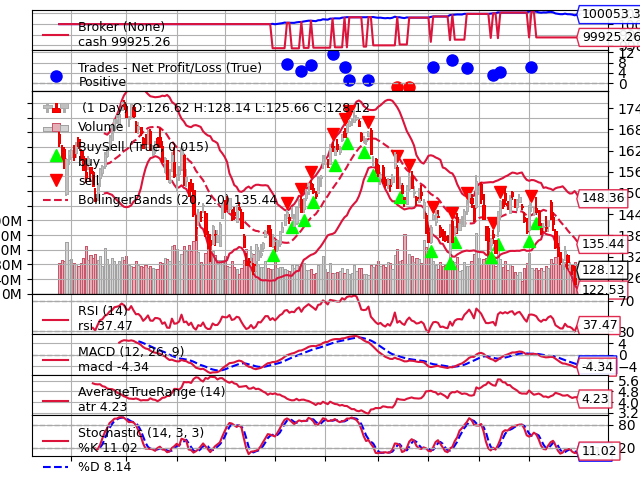 Broker (None)
cash 99925.26
100053.3
99925.26
Trades - Net Profit/Loss (True)
Positive
12
8
4
0
(1 Day) O:126.62 H:128.14 L:125.66 C:128.12
Volume
BuySell (True, 0.015)
buy
sell
BollingerBands (20, 2.0) 135.44
174
168
162
156
150
148.36
144
138
135.44
132
128.12
126
122.53
0M
RSI (14)
rsi 37.47
70
37.47
30
MACD (12, 26, 9)
macd -4.34
4
0
−4
-4.34
AverageTrueRange (14)
atr 4.23
5.6
4.8
4.23
4.0
3.2
Stochastic (14, 3, 3)
%K 11.02
%D 8.14
80
20
11.02